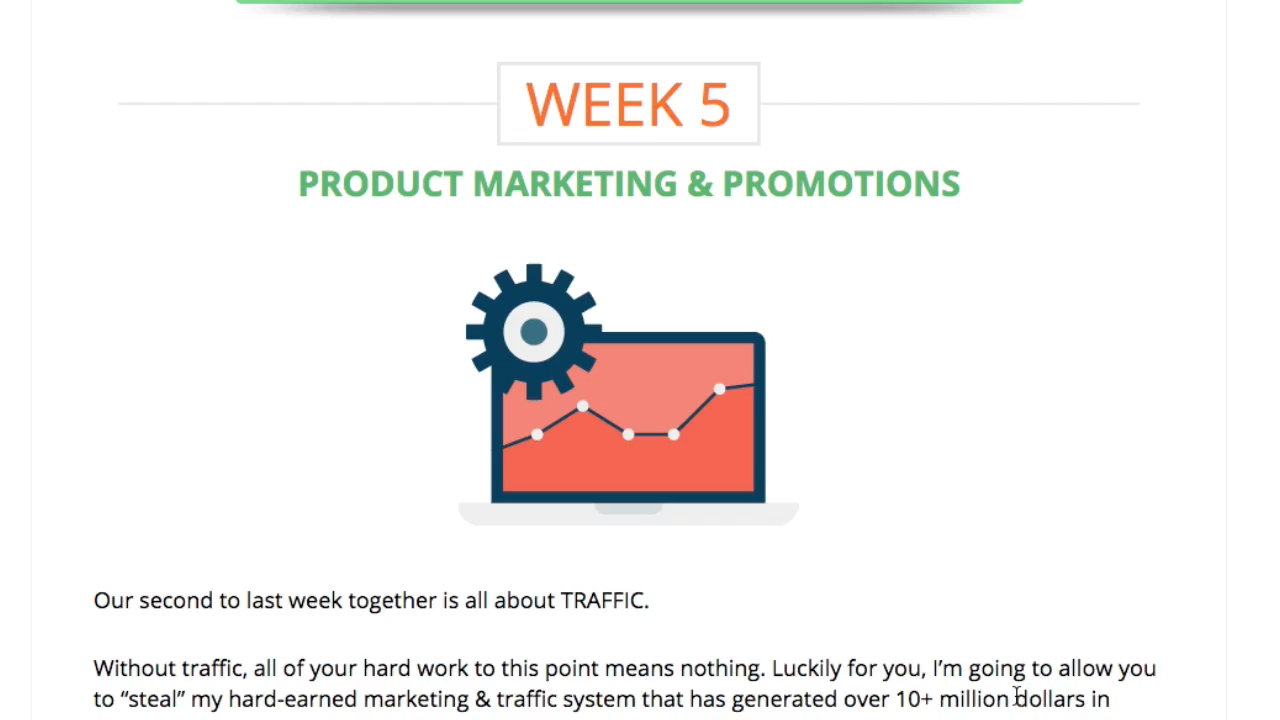 WEEK 5
PRODUCT MARKETING & PROMOTIONS
Our second to last week together is all about TRAFFIC.
Without traffic, all of your hard work to this point means nothing. Luckily for you, I’m going to allow you
to “steal” my hard-earned marketing & traffic system that has generated over 10+ million dollars in